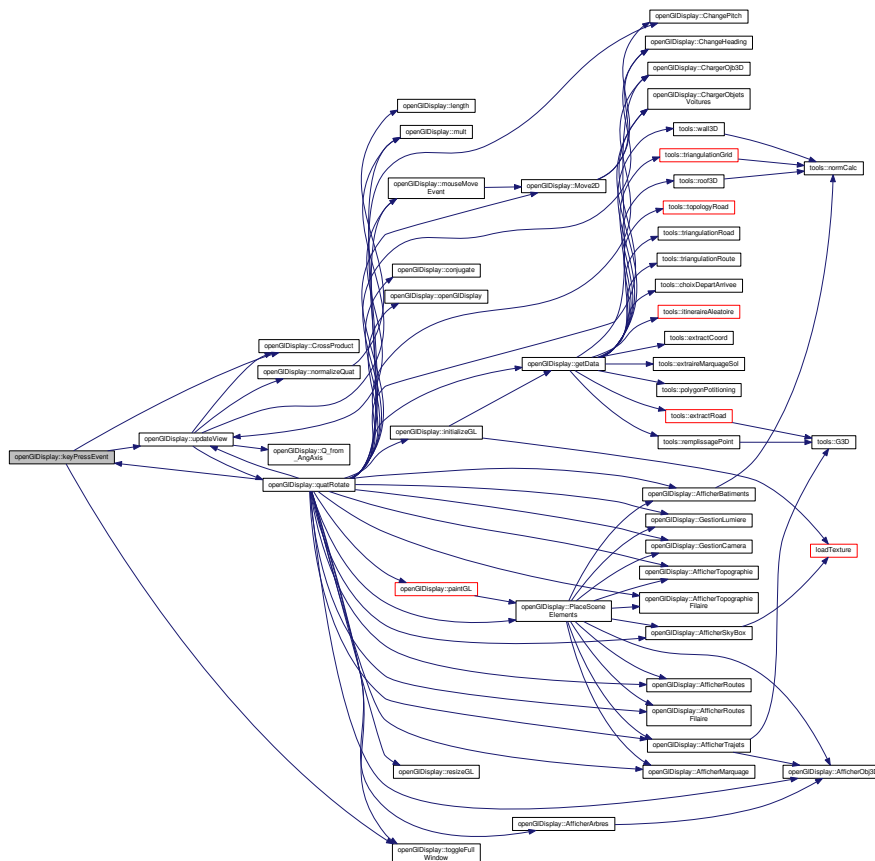 openGlDisplay::ChangePitch
openGlDisplay::ChangeHeading
openGlDisplay::ChargerOjb3D
openGlDisplay::ChargerObjets
Voitures
openGlDisplay::length
openGlDisplay::mult
tools::wall3D
tools::triangulationGrid
tools::normCalc
tools::roof3D
openGlDisplay::mouseMove
Event
openGlDisplay::Move2D
tools::topologyRoad
tools::triangulationRoad
tools::triangulationRoute
openGlDisplay::conjugate
tools::choixDepartArrivee
openGlDisplay::openGlDisplay
tools::itineraireAleatoire
tools::extractCoord
openGlDisplay::CrossProduct
openGlDisplay::getData
tools::extraireMarquageSol
openGlDisplay::normalizeQuat
tools::polygonPotitioning
tools::extractRoad
openGlDisplay::initializeGL
openGlDisplay::updateView
tools::remplissagePoint
tools::G3D
openGlDisplay::Q_from
_AngAxis
openGlDisplay::keyPressEvent
openGlDisplay::quatRotate
openGlDisplay::AfficherBatiments
openGlDisplay::GestionLumiere
openGlDisplay::GestionCamera
loadTexture
openGlDisplay::AfficherTopographie
openGlDisplay::paintGL
openGlDisplay::AfficherTopographie
Filaire
openGlDisplay::PlaceScene
Elements
openGlDisplay::AfficherSkyBox
openGlDisplay::AfficherRoutes
openGlDisplay::AfficherRoutes
Filaire
openGlDisplay::AfficherTrajets
openGlDisplay::resizeGL
openGlDisplay::AfficherMarquage
openGlDisplay::AfficherObj3D
openGlDisplay::AfficherArbres
openGlDisplay::toggleFull
Window